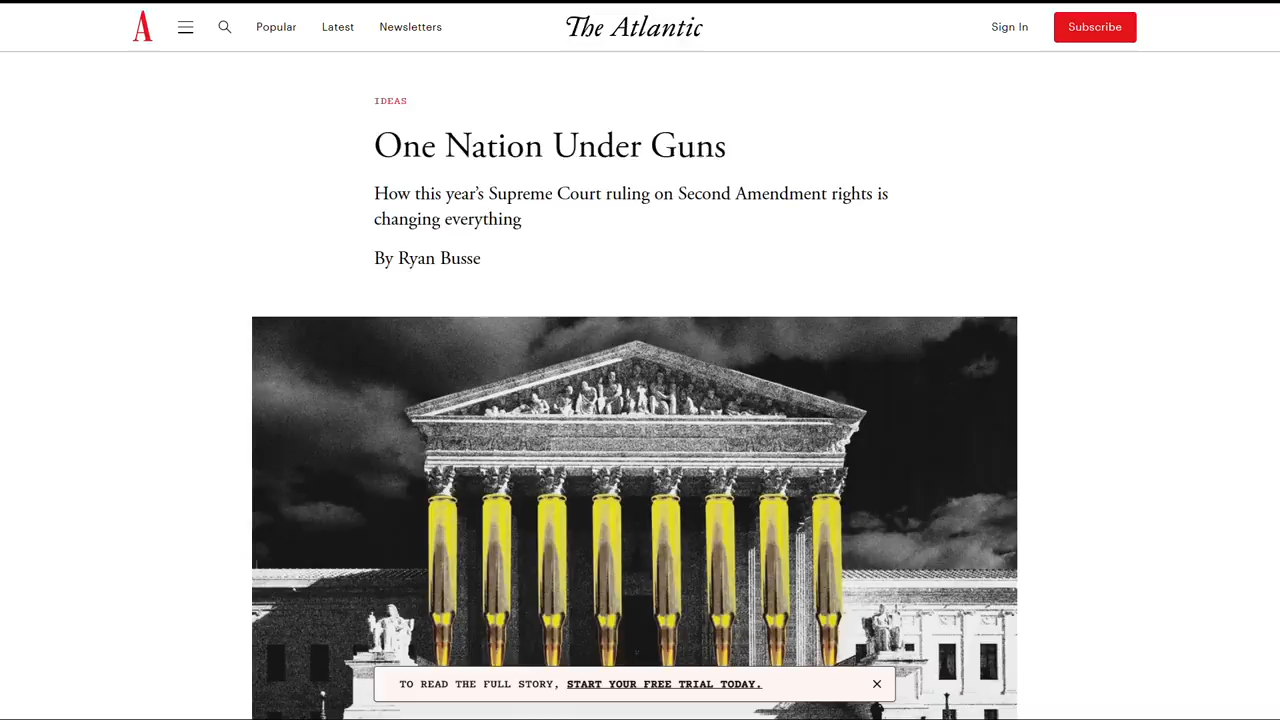 A
Popular
Latest
Newsletters
The Atlantic
Sign In
Subscribe
IDEAS
One Nation Under Guns
How this year’s Supreme Court ruling on Second Amendment rights is
changing everything
By Ryan Busse
TO READ THE FULL STORY, START YOUR FREE TRIAL TODAY.